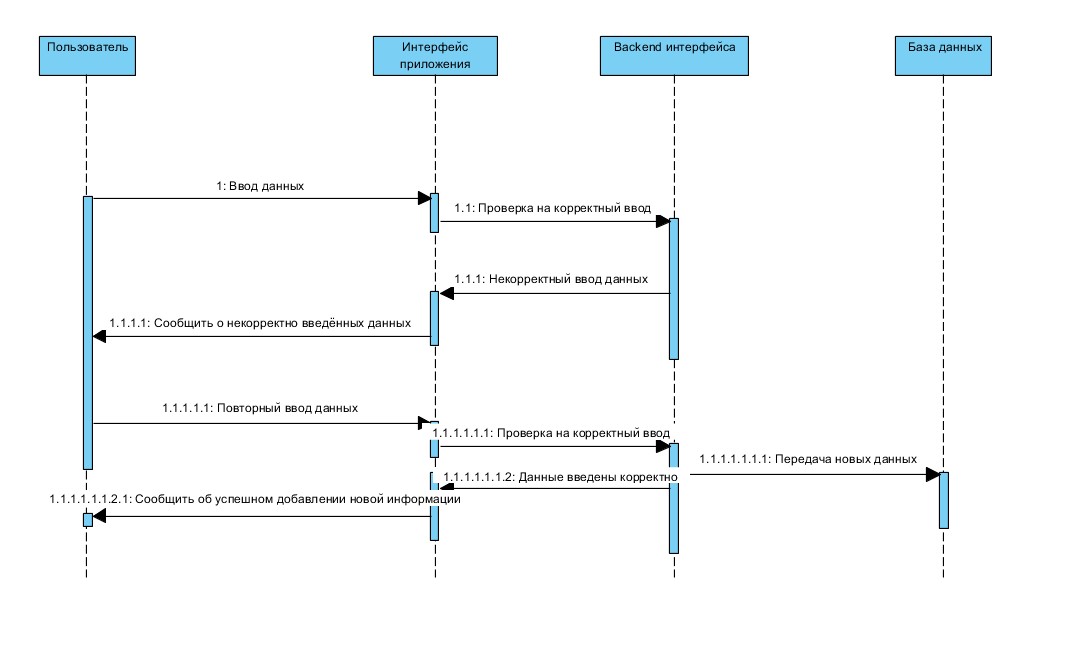 Пользователь
Интерфейс
приложения
Backend интерфейса
База данных
1: Ввод данных
1.1: Проверка на корректный ввод
1.1.1: Некорректный ввод данных
1.1.1.1: Сообщить о некорректно введённых данных
1.1.1.1.1: Повторный ввод данных
1.1.1.1.1.1: Проверка на корректный ввод
1.1.1.1.1.1.1: Передача новых данных
1.1.1.1.1.1.2: Данные введены корректно
1.1.1.1.1.1.2.1: Сообщить об успешном добавлении новой информации